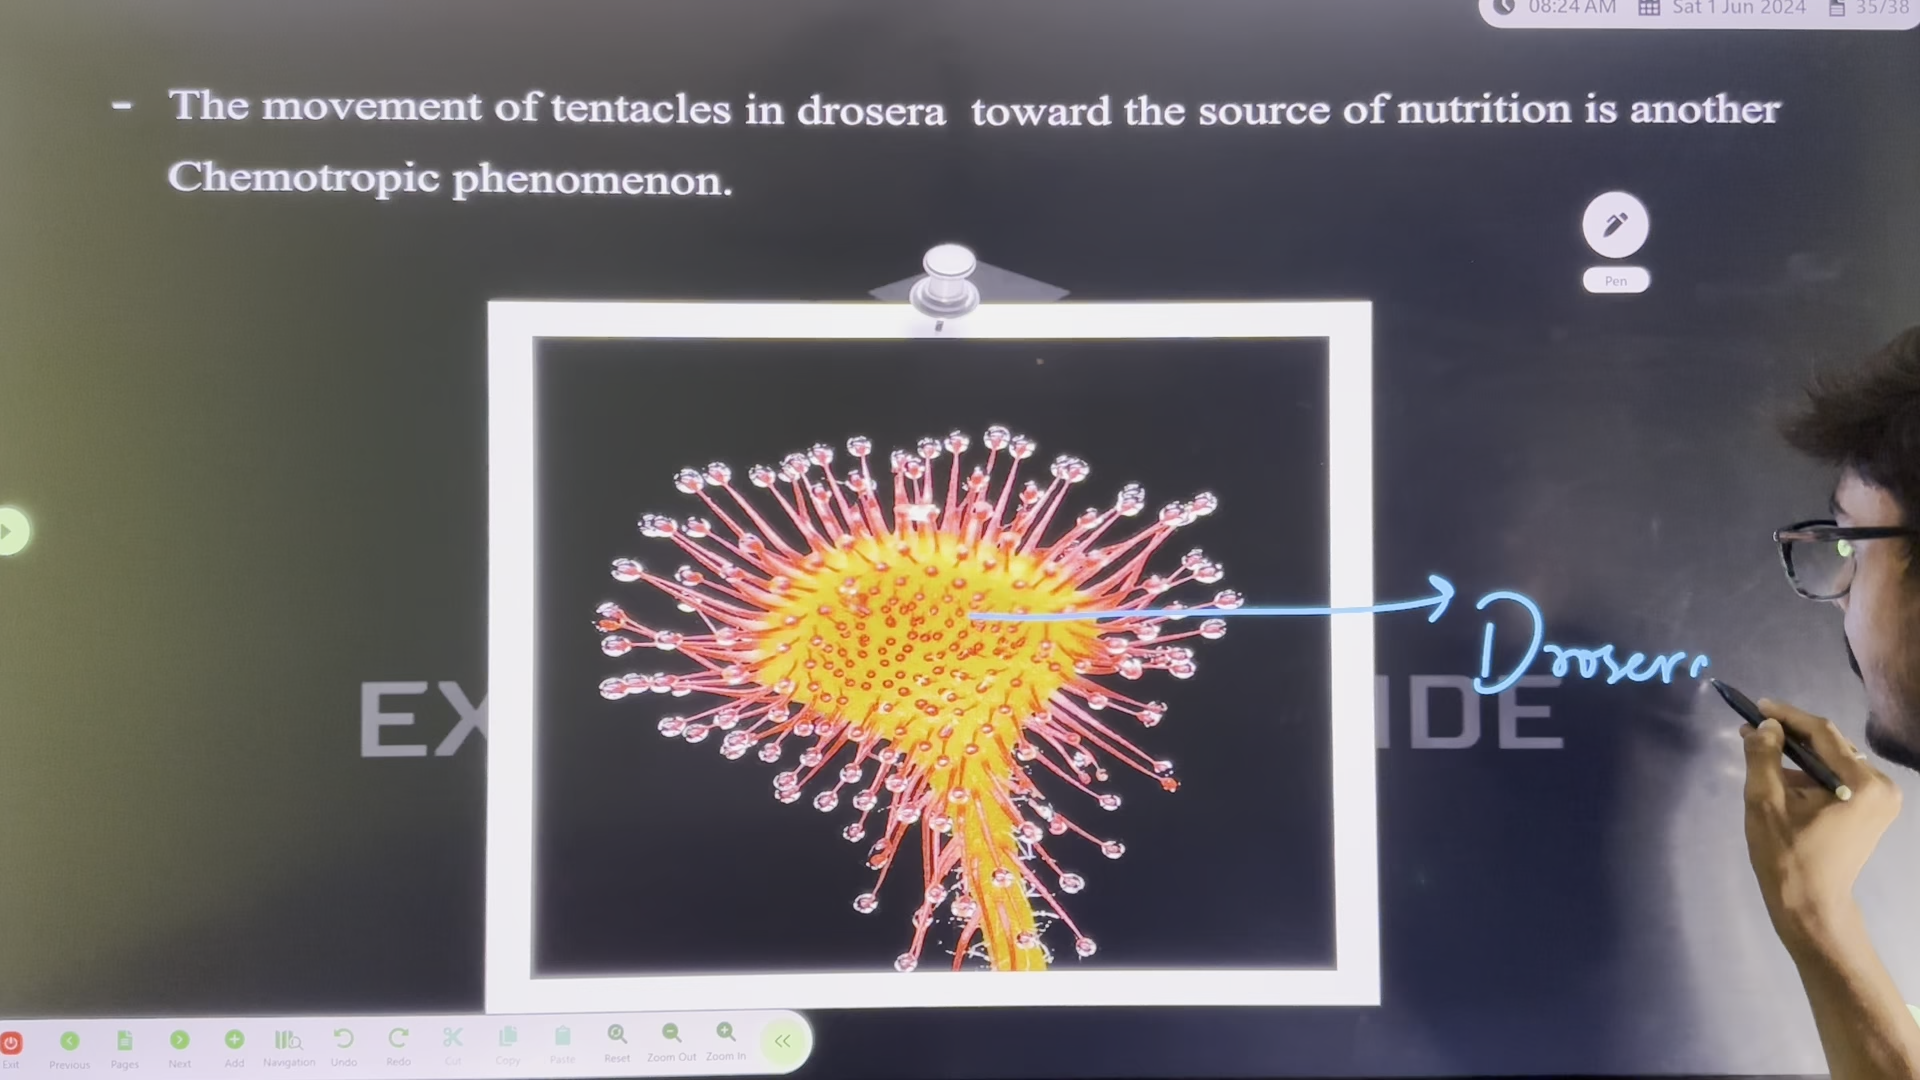 08:24 AM Sat 1 Jun 2024 35/38
- The movement of tentacles in drosera toward the source of nutrition is another
Chemotropic phenomenon.
Pen
Drosera
EX IDE
Exit Previous Pages Next Add Navigation Undo Redo Cut Copy Paste Reset Zoom Out Zoom In